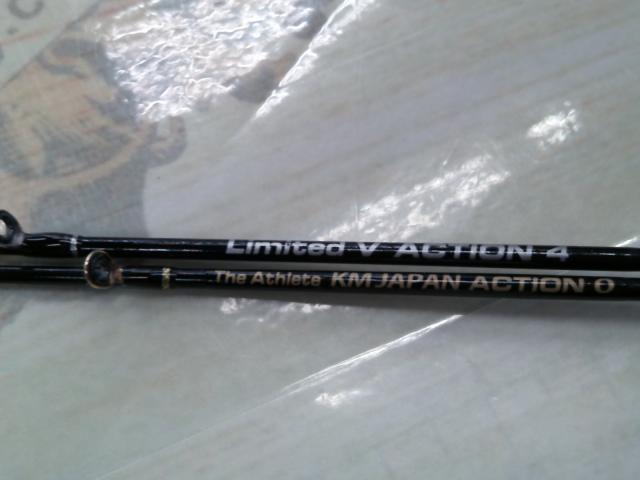 Limited V ACTION 4
The Athlete KM JAPAN ACTION 0